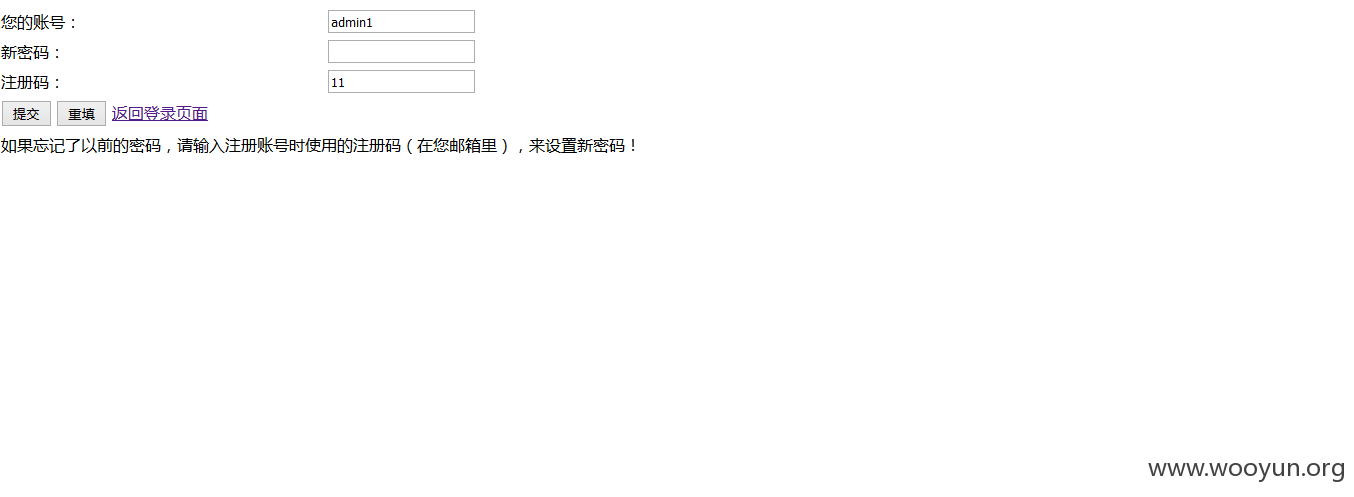 您的账号： admin1
新密码：
注册码： 11
提交 重填 返回登录页面
如果忘记了以前的密码，请输入注册账号时使用的注册码（在您邮箱里），来设置新密码！
www.wooyun.org